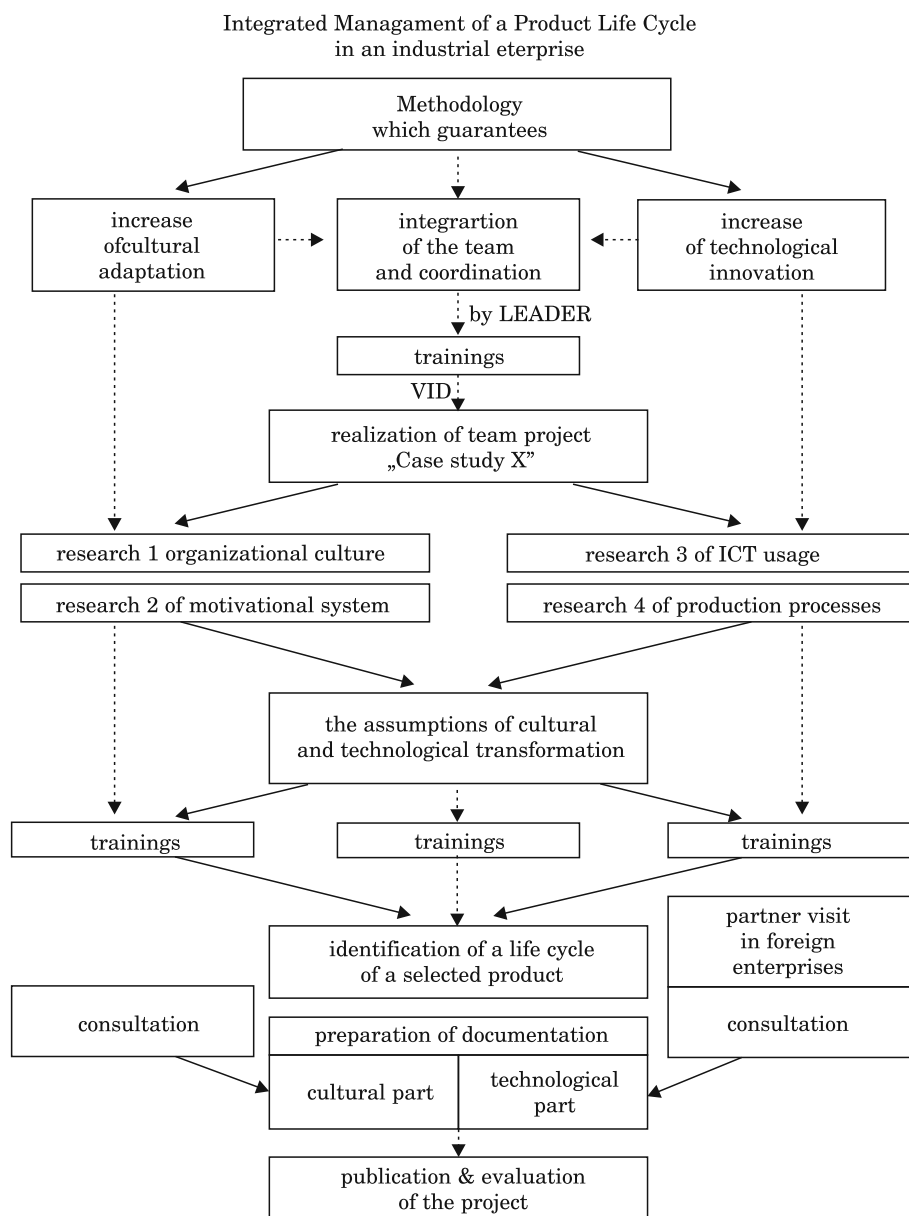 Integrated Managament of a Product Life Cycle
in an industrial eterprise
Methodology
which guarantees
increase
ofcultural
adaptation
integrartion
of the team
and coordination
increase
of technological
innovation
by LEADER
trainings
VID
realization of team project
„Case study X”
research 1 organizational culture
research 3 of ICT usage
research 2 of motivational system
research 4 of production processes
the assumptions of cultural
and technological transformation
trainings
trainings
trainings
identification of a life cycle
of a selected product
partner visit
in foreign
enterprises
consultation
consultation
preparation of documentation
cultural part
technological
part
publication & evaluation
of the project